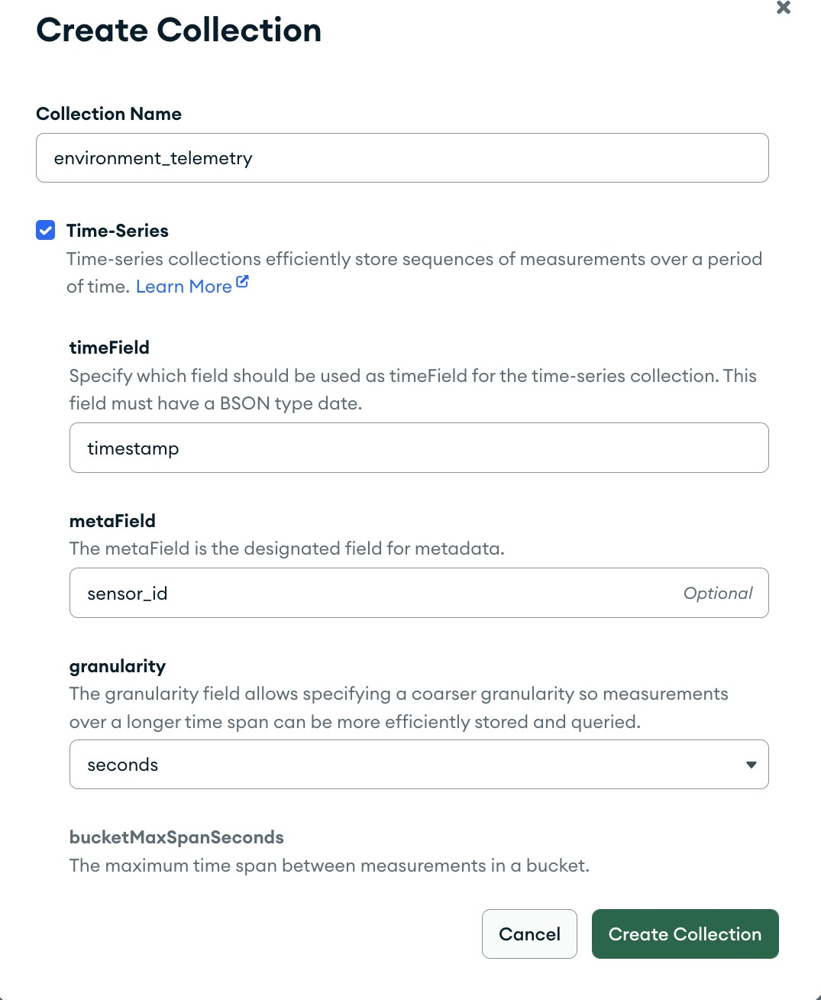 Create Collection
Collection Name
environment_telemetry
Time-Series
Time-series collections efficiently store sequences of measurements over a period
of time. Learn More
timeField
Specify which field should be used as timeField for the time-series collection. This
field must have a BSON type date.
timestamp
metaField
The metaField is the designated field for metadata.
sensor_id Optional
granularity
The granularity field allows specifying a coarser granularity so measurements
over a longer time span can be more efficiently stored and queried.
seconds
bucketMaxSpanSeconds
The maximum time span between measurements in a bucket.
Cancel Create Collection